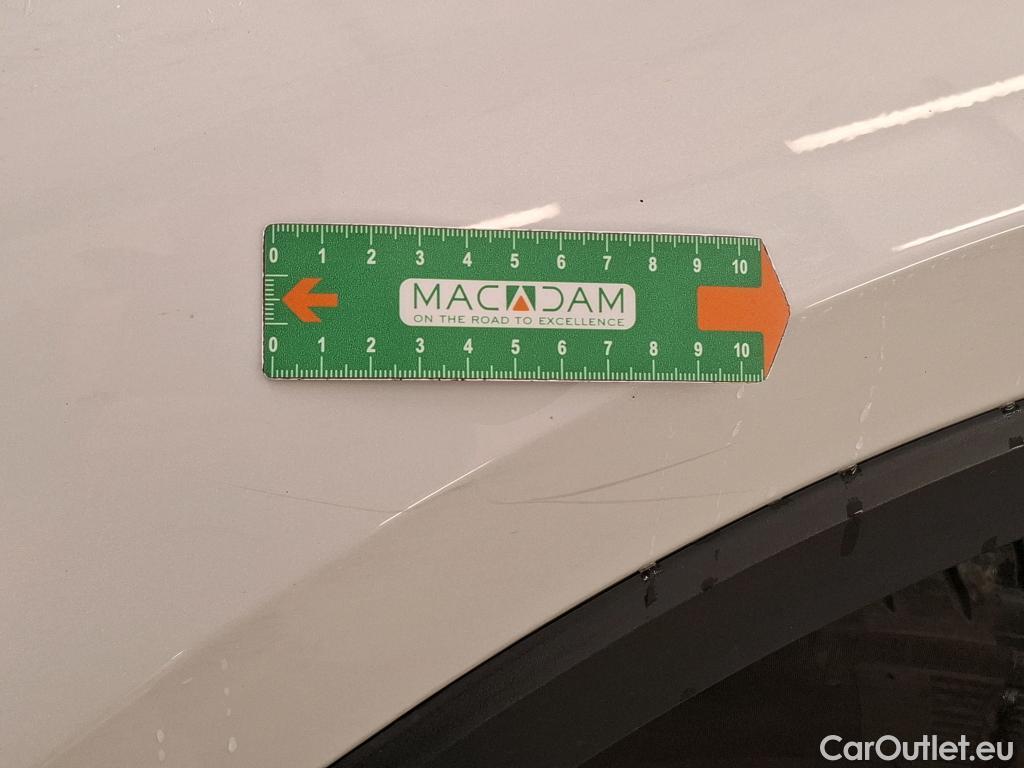 0 1 2 3 4 5 6 7 8 9 10
MACADAM
ON THE ROAD TO EXCELLENCE
0 1 2 3 4 5 6 7 8 9 10
CarOutlet.eu